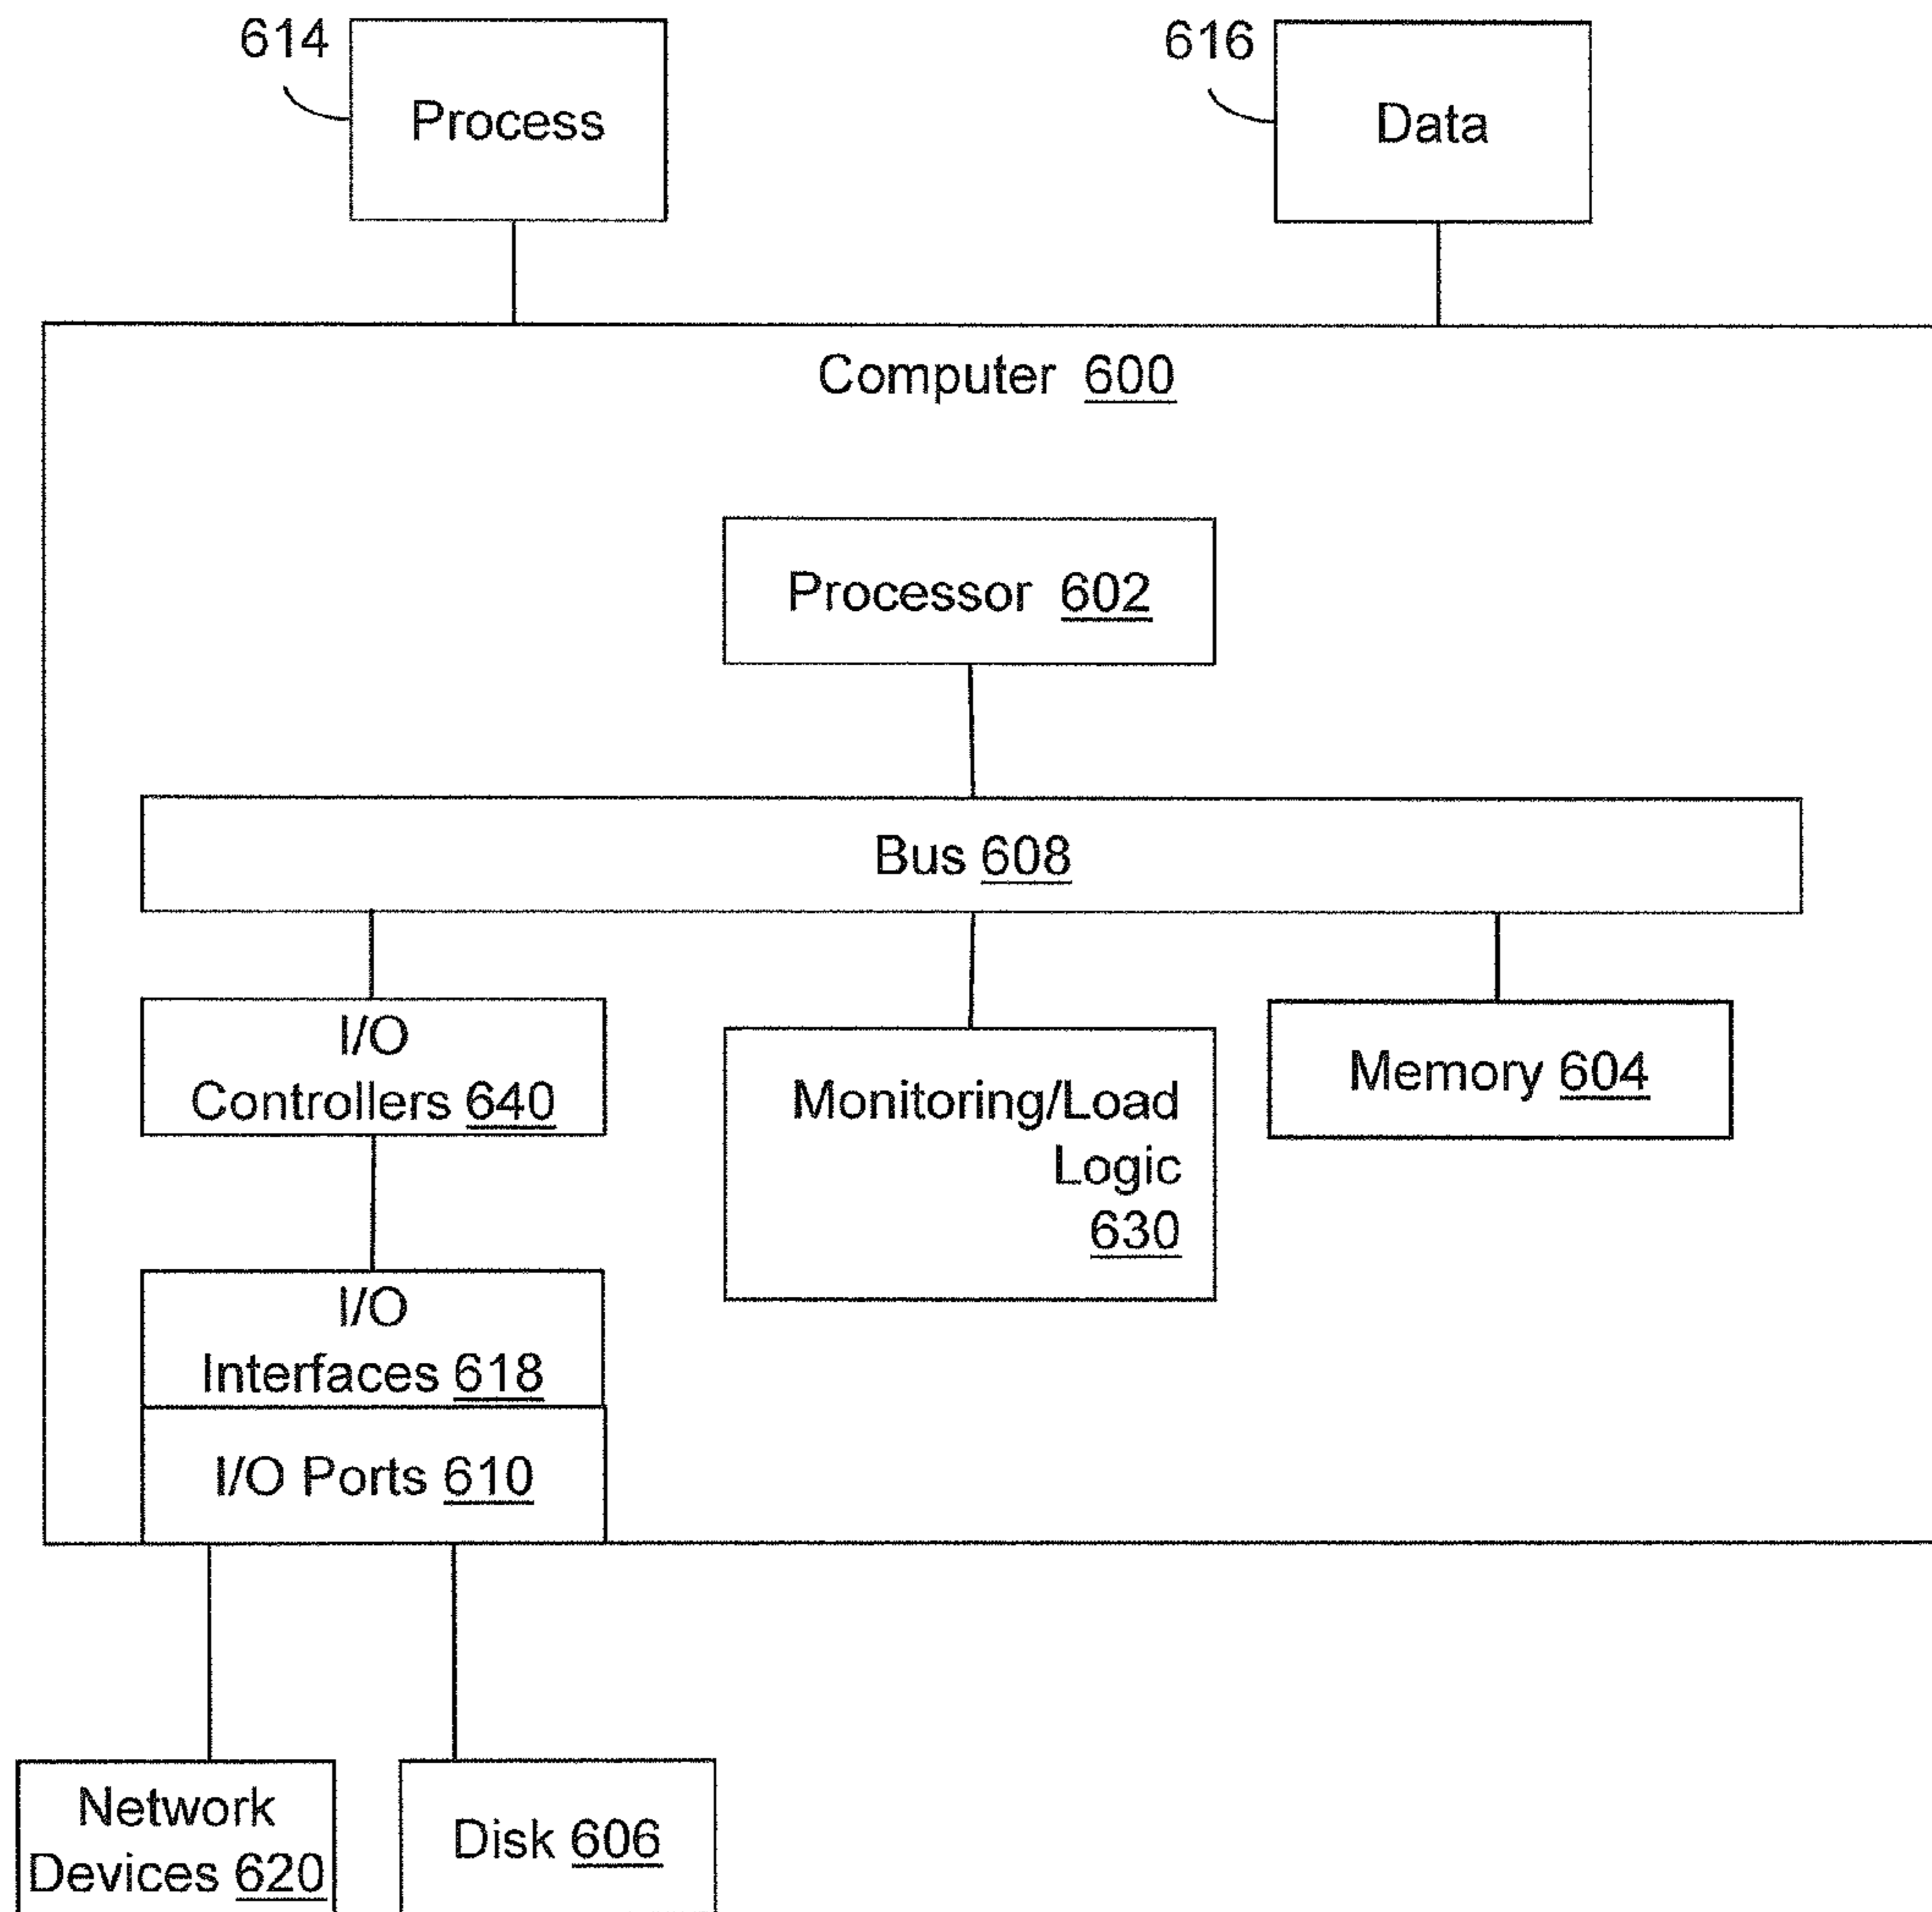 614
Process
616
Data
Computer 600
Processor 602
Bus 608
I/O
Controllers 640
Monitoring/Load
Logic
630
Memory 604
I/O
Interfaces 618
I/O Ports 610
Network
Devices 620
Disk 606